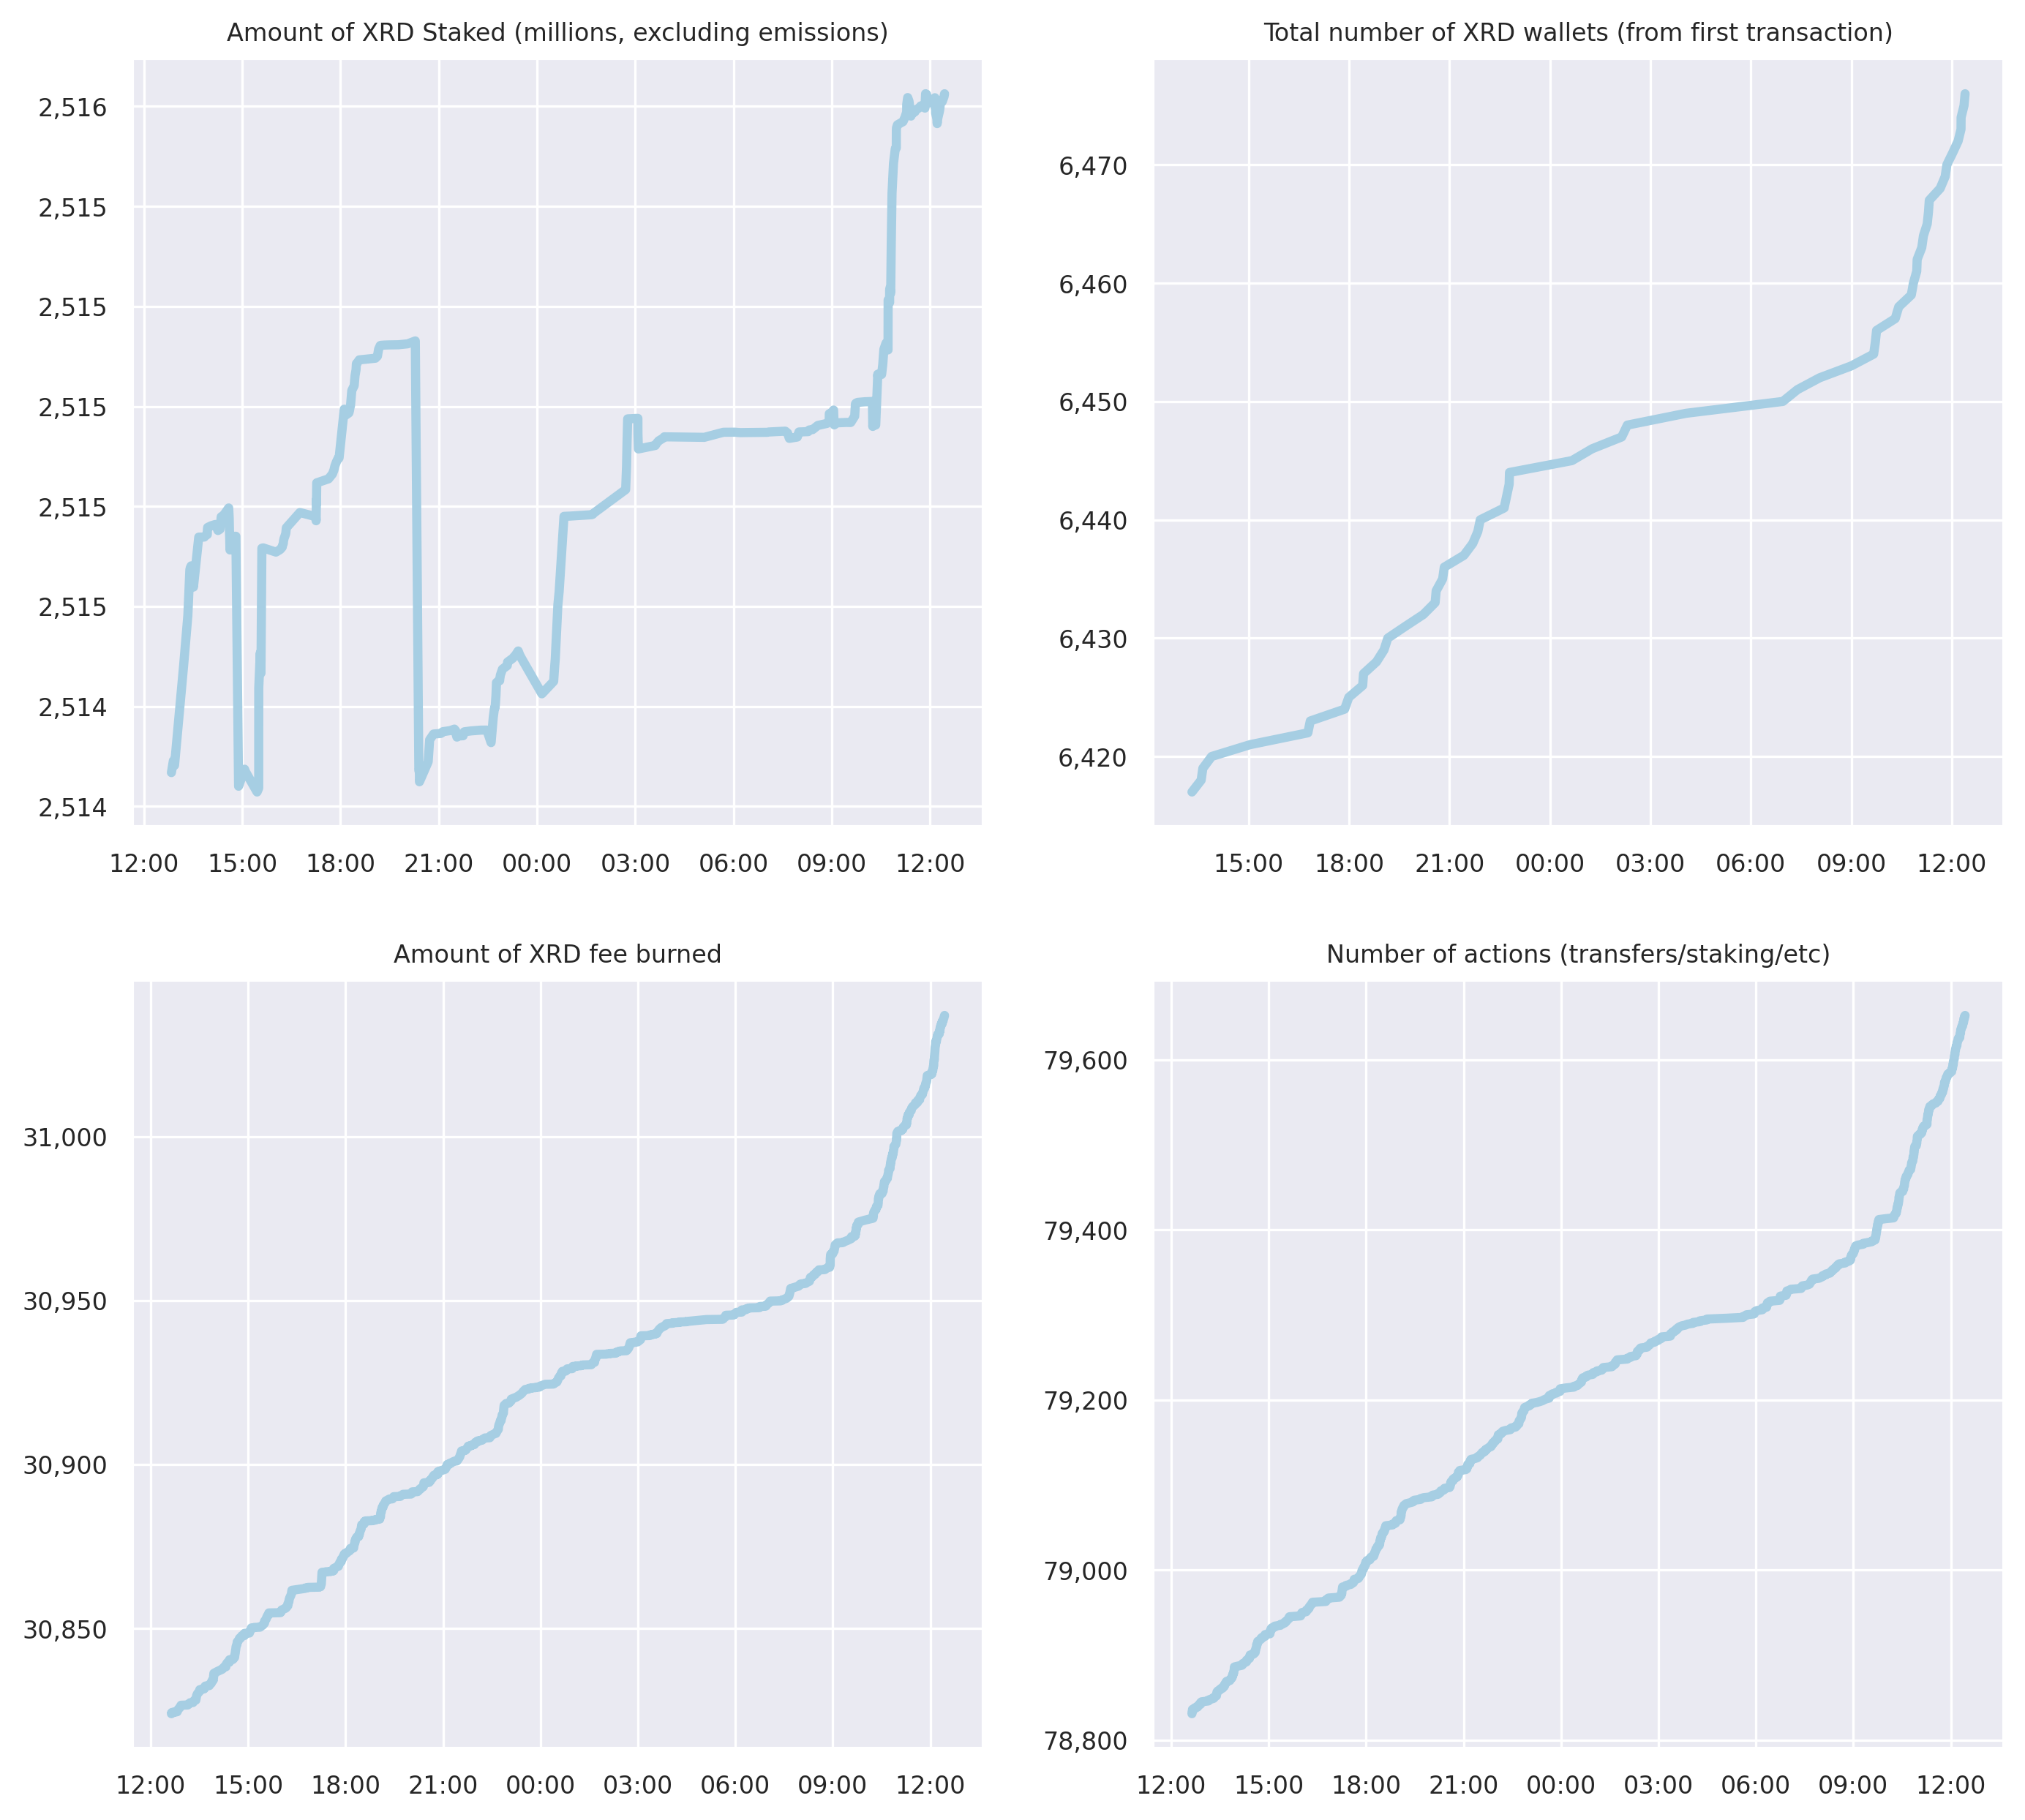 Amount of XRD Staked (millions, excluding emissions)
2,516
2,515
2,515
2,515
2,515
2,515
2,514
2,514
12:00 15:00 18:00 21:00 00:00 03:00 06:00 09:00 12:00
Total number of XRD wallets (from first transaction)
6,470
6,460
6,450
6,440
6,430
6,420
15:00 18:00 21:00 00:00 03:00 06:00 09:00 12:00
Amount of XRD fee burned
31,000
30,950
30,900
30,850
12:00 15:00 18:00 21:00 00:00 03:00 06:00 09:00 12:00
Number of actions (transfers/staking/etc)
79,600
79,400
79,200
79,000
78,800
12:00 15:00 18:00 21:00 00:00 03:00 06:00 09:00 12:00